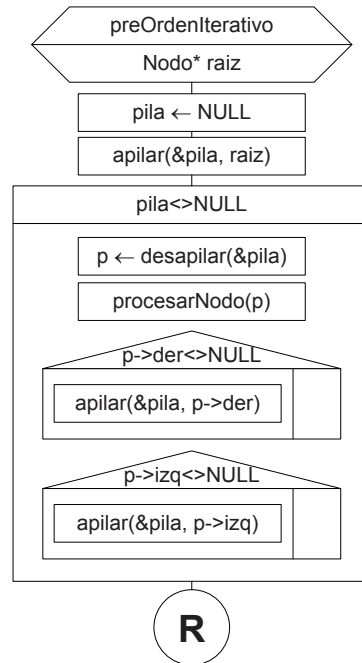 preOrdenIterativo
Nodo* raiz
pila ← NULL
apilar(&pila, raiz)
pila<>NULL
p ← desapilar(&pila)
procesarNodo(p)
p->der<>NULL
apilar(&pila, p->der)
p->izq<>NULL
apilar(&pila, p->izq)
R